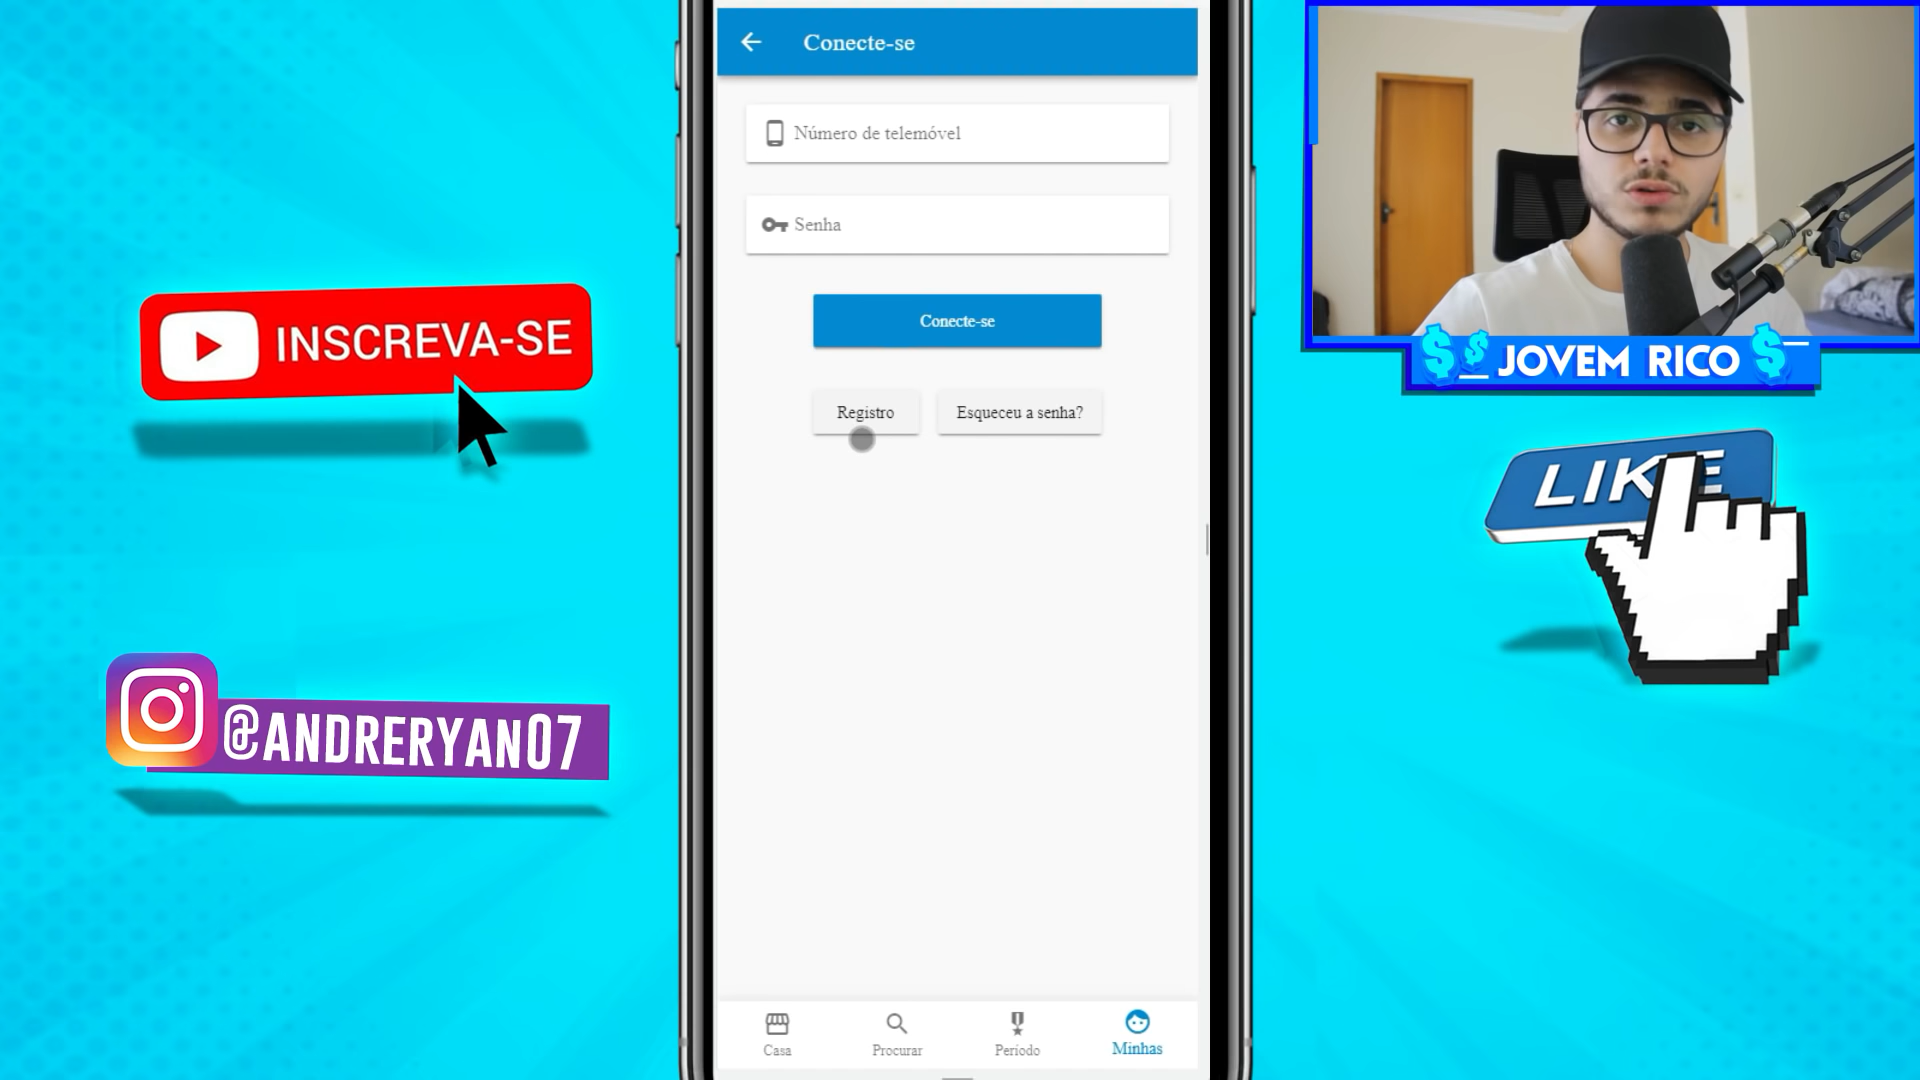 Conecte-se
Número de telemóvel
Senha
Conecte-se
Registro
Esqueceu a senha?
Casa
Procurar
Período
Minhas
INSCREVA-SE
@ANDRERYAN07
$ $ JOVEM RICO $
LIKE